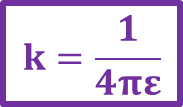 k = 1/4πε